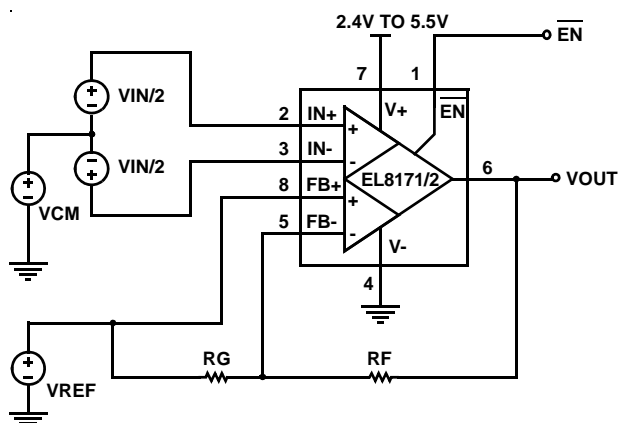 2.4V TO 5.5V
EN
7
1
VIN/2
2
IN+
+
-
V+
EN
3
IN-
VIN/2
8
FB+
EL8171/2
6
VOUT
VCM
5
FB-
V-
4
RG
RF
VREF